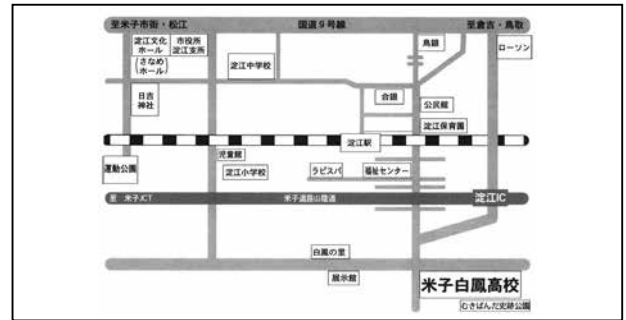 至米子市街・松江
国道9号線
至倉吉・鳥取
淀江文化
ホール
(さなめ
ホール)
市役所
淀江支所
鳥銀
ローソン
淀江中学校
日吉
神社
合銀
公民館
淀江保育園
淀江駅
児童館
運動公園
淀江小学校
ラピスパ
福祉センター
至 米子JCT
米子道路山陰道
淀江IC
白鳳の里
展示館
米子白鳳高校
むきばんだ史跡公園